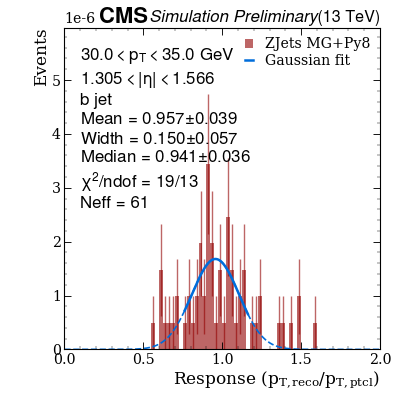 1e-6 CMS Simulation Preliminary (13 TeV)
Events
ZJets MG+Py8
Gaussian fit
30.0 < p_T < 35.0 GeV
1.305 < |η| < 1.566
b jet
Mean = 0.957±0.039
Width = 0.150±0.057
Median = 0.941±0.036
χ²/ndof = 19/13
Neff = 61
5
4
3
2
1
0
0.0 0.5 1.0 1.5 2.0
Response (p_T,reco/p_T,ptcl)